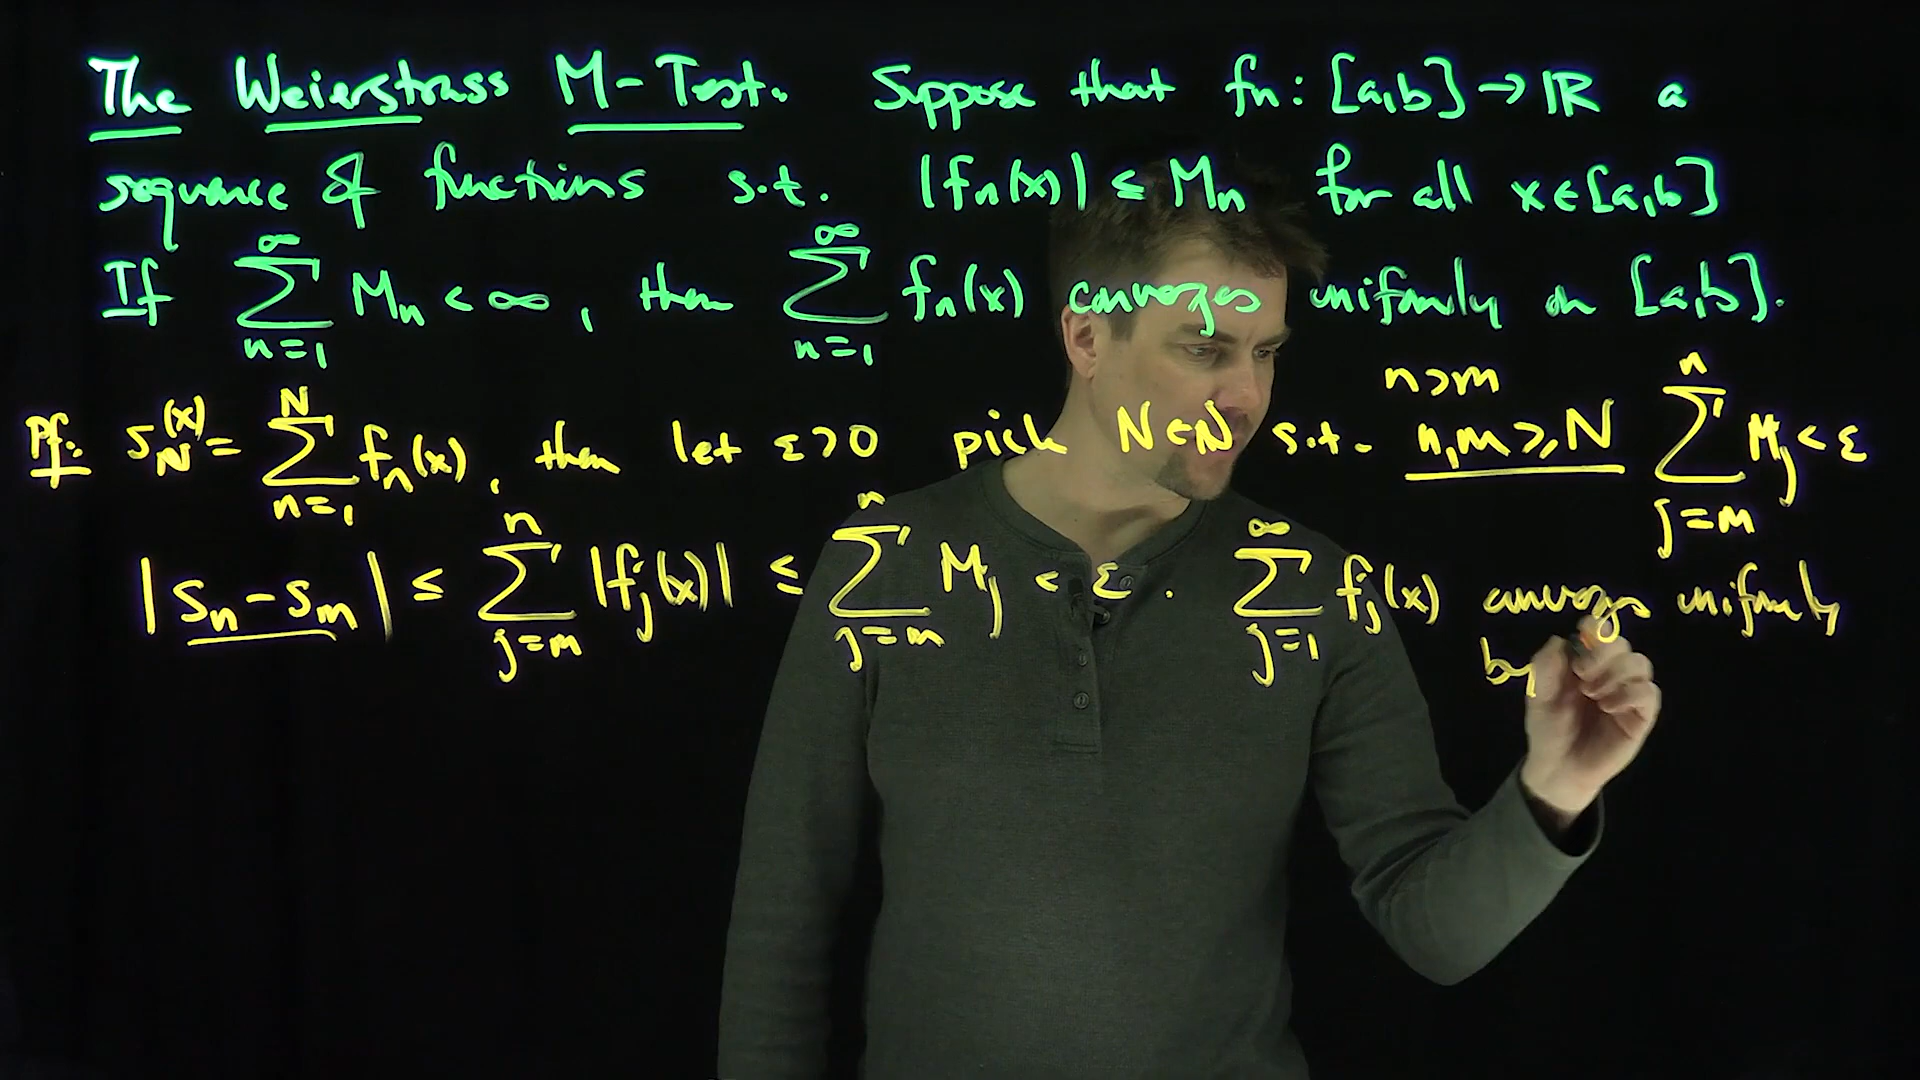 The Weierstrass M-Test. Suppose that fn: [a,b] → ℝ a
sequence of functions s.t. |fn(x)| ≤ Mn for all x∈[a,b]
If ∑_{n=1}^{∞} Mn < ∞, then ∑_{n=1}^{∞} fn(x) converges uniformly on [a,b].
Pf: S_N(x) = ∑_{n=1}^{N} fn(x), then let ε>0 pick N∈ℕ s.t. n>m n,m ≥ N ∑_{j=m}^{n} Mj < ε
|Sn - Sm| ≤ ∑_{j=m}^{n} |fj(x)| ≤ ∑_{j=m}^{n} Mj < ε. ∑_{j=1}^{∞} fj(x) converges uniformly
by